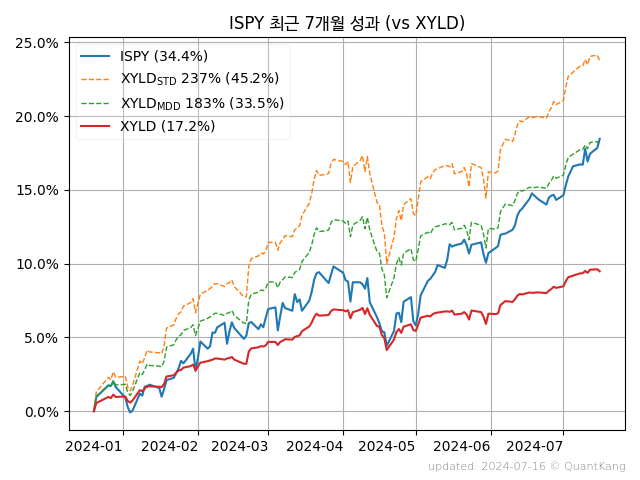 ISPY 최근 7개월 성과 (vs XYLD)
25.0%
20.0%
15.0%
10.0%
5.0%
0.0%
ISPY (34.4%)
XYLD_STD 237% (45.2%)
XYLD_MDD 183% (33.5%)
XYLD (17.2%)
2024-01 2024-02 2024-03 2024-04 2024-05 2024-06 2024-07
updated: 2024-07-16 © QuantKang